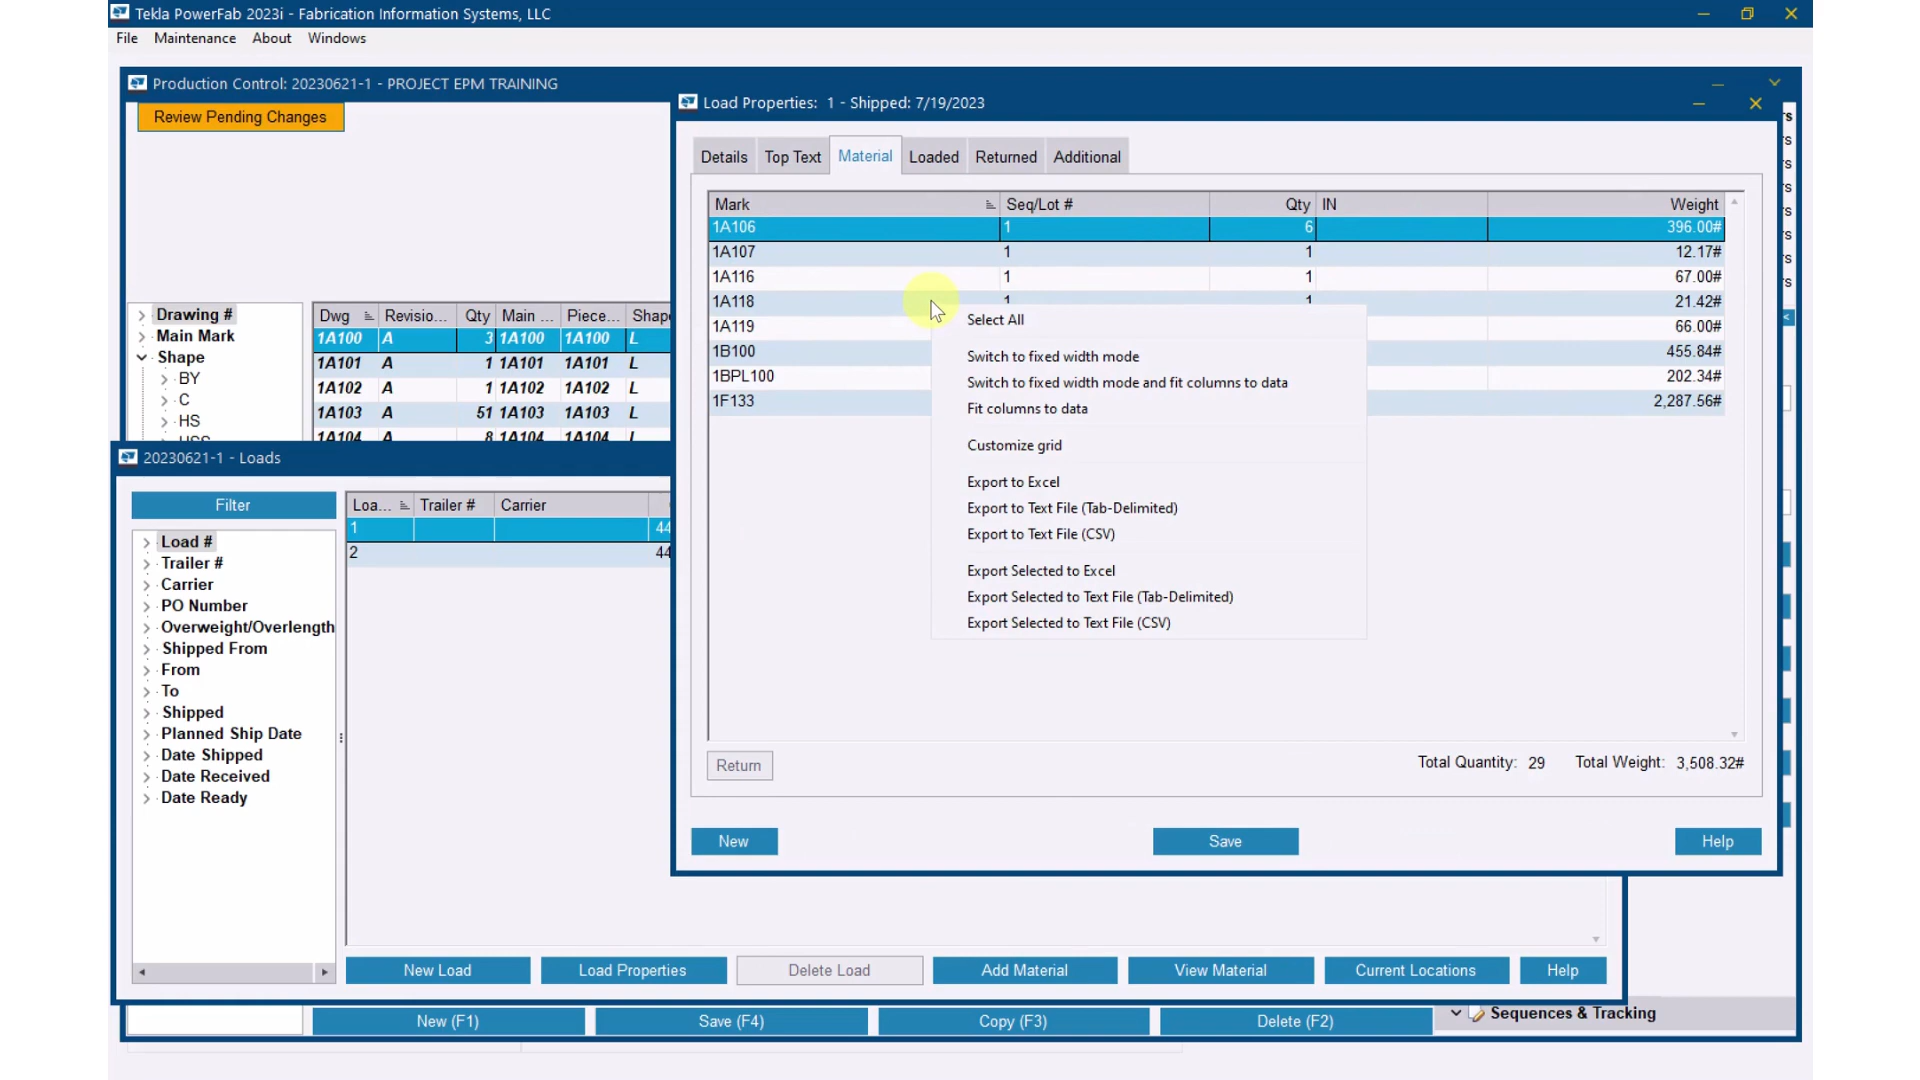 Tekla PowerFab 2023i - Fabrication Information Systems, LLC
File Maintenance About Windows
Production Control: 20230621-1 - PROJECT EPM TRAINING
Review Pending Changes
Drawing #
Main Mark
Shape
BY
C
HS
HSS
Dwg Revisio... Qty Main ... Piece... Shape
1A100 A 3 1A100 1A100 L
1A101 A 1 1A101 1A101 L
1A102 A 1 1A102 1A102 L
1A103 A 51 1A103 1A103 L
1A104 A 8 1A104 1A104 L
Load Properties: 1 - Shipped: 7/19/2023
Details Top Text Material Loaded Returned Additional
Mark Seq/Lot # Qty IN Weight
1A106 1 6 396.00#
1A107 1 1 12.17#
1A116 1 1 67.00#
1A118 1 1 21.42#
1A119 66.00#
1B100 455.84#
1BPL100 202.34#
1F133 2,287.56#
Select All
Switch to fixed width mode
Switch to fixed width mode and fit columns to data
Fit columns to data
Customize grid
Export to Excel
Export to Text File (Tab-Delimited)
Export to Text File (CSV)
Export Selected to Excel
Export Selected to Text File (Tab-Delimited)
Export Selected to Text File (CSV)
Return
Total Quantity: 29 Total Weight: 3,508.32#
New Save Help
20230621-1 - Loads
Filter
Load #
Trailer #
Carrier
PO Number
Overweight/Overlength
Shipped From
From
To
Shipped
Planned Ship Date
Date Shipped
Date Received
Date Ready
Loa... Trailer # Carrier
1 44
2 44
New Load Load Properties Delete Load Add Material View Material Current Locations Help
New (F1) Save (F4) Copy (F3) Delete (F2)
Sequences & Tracking